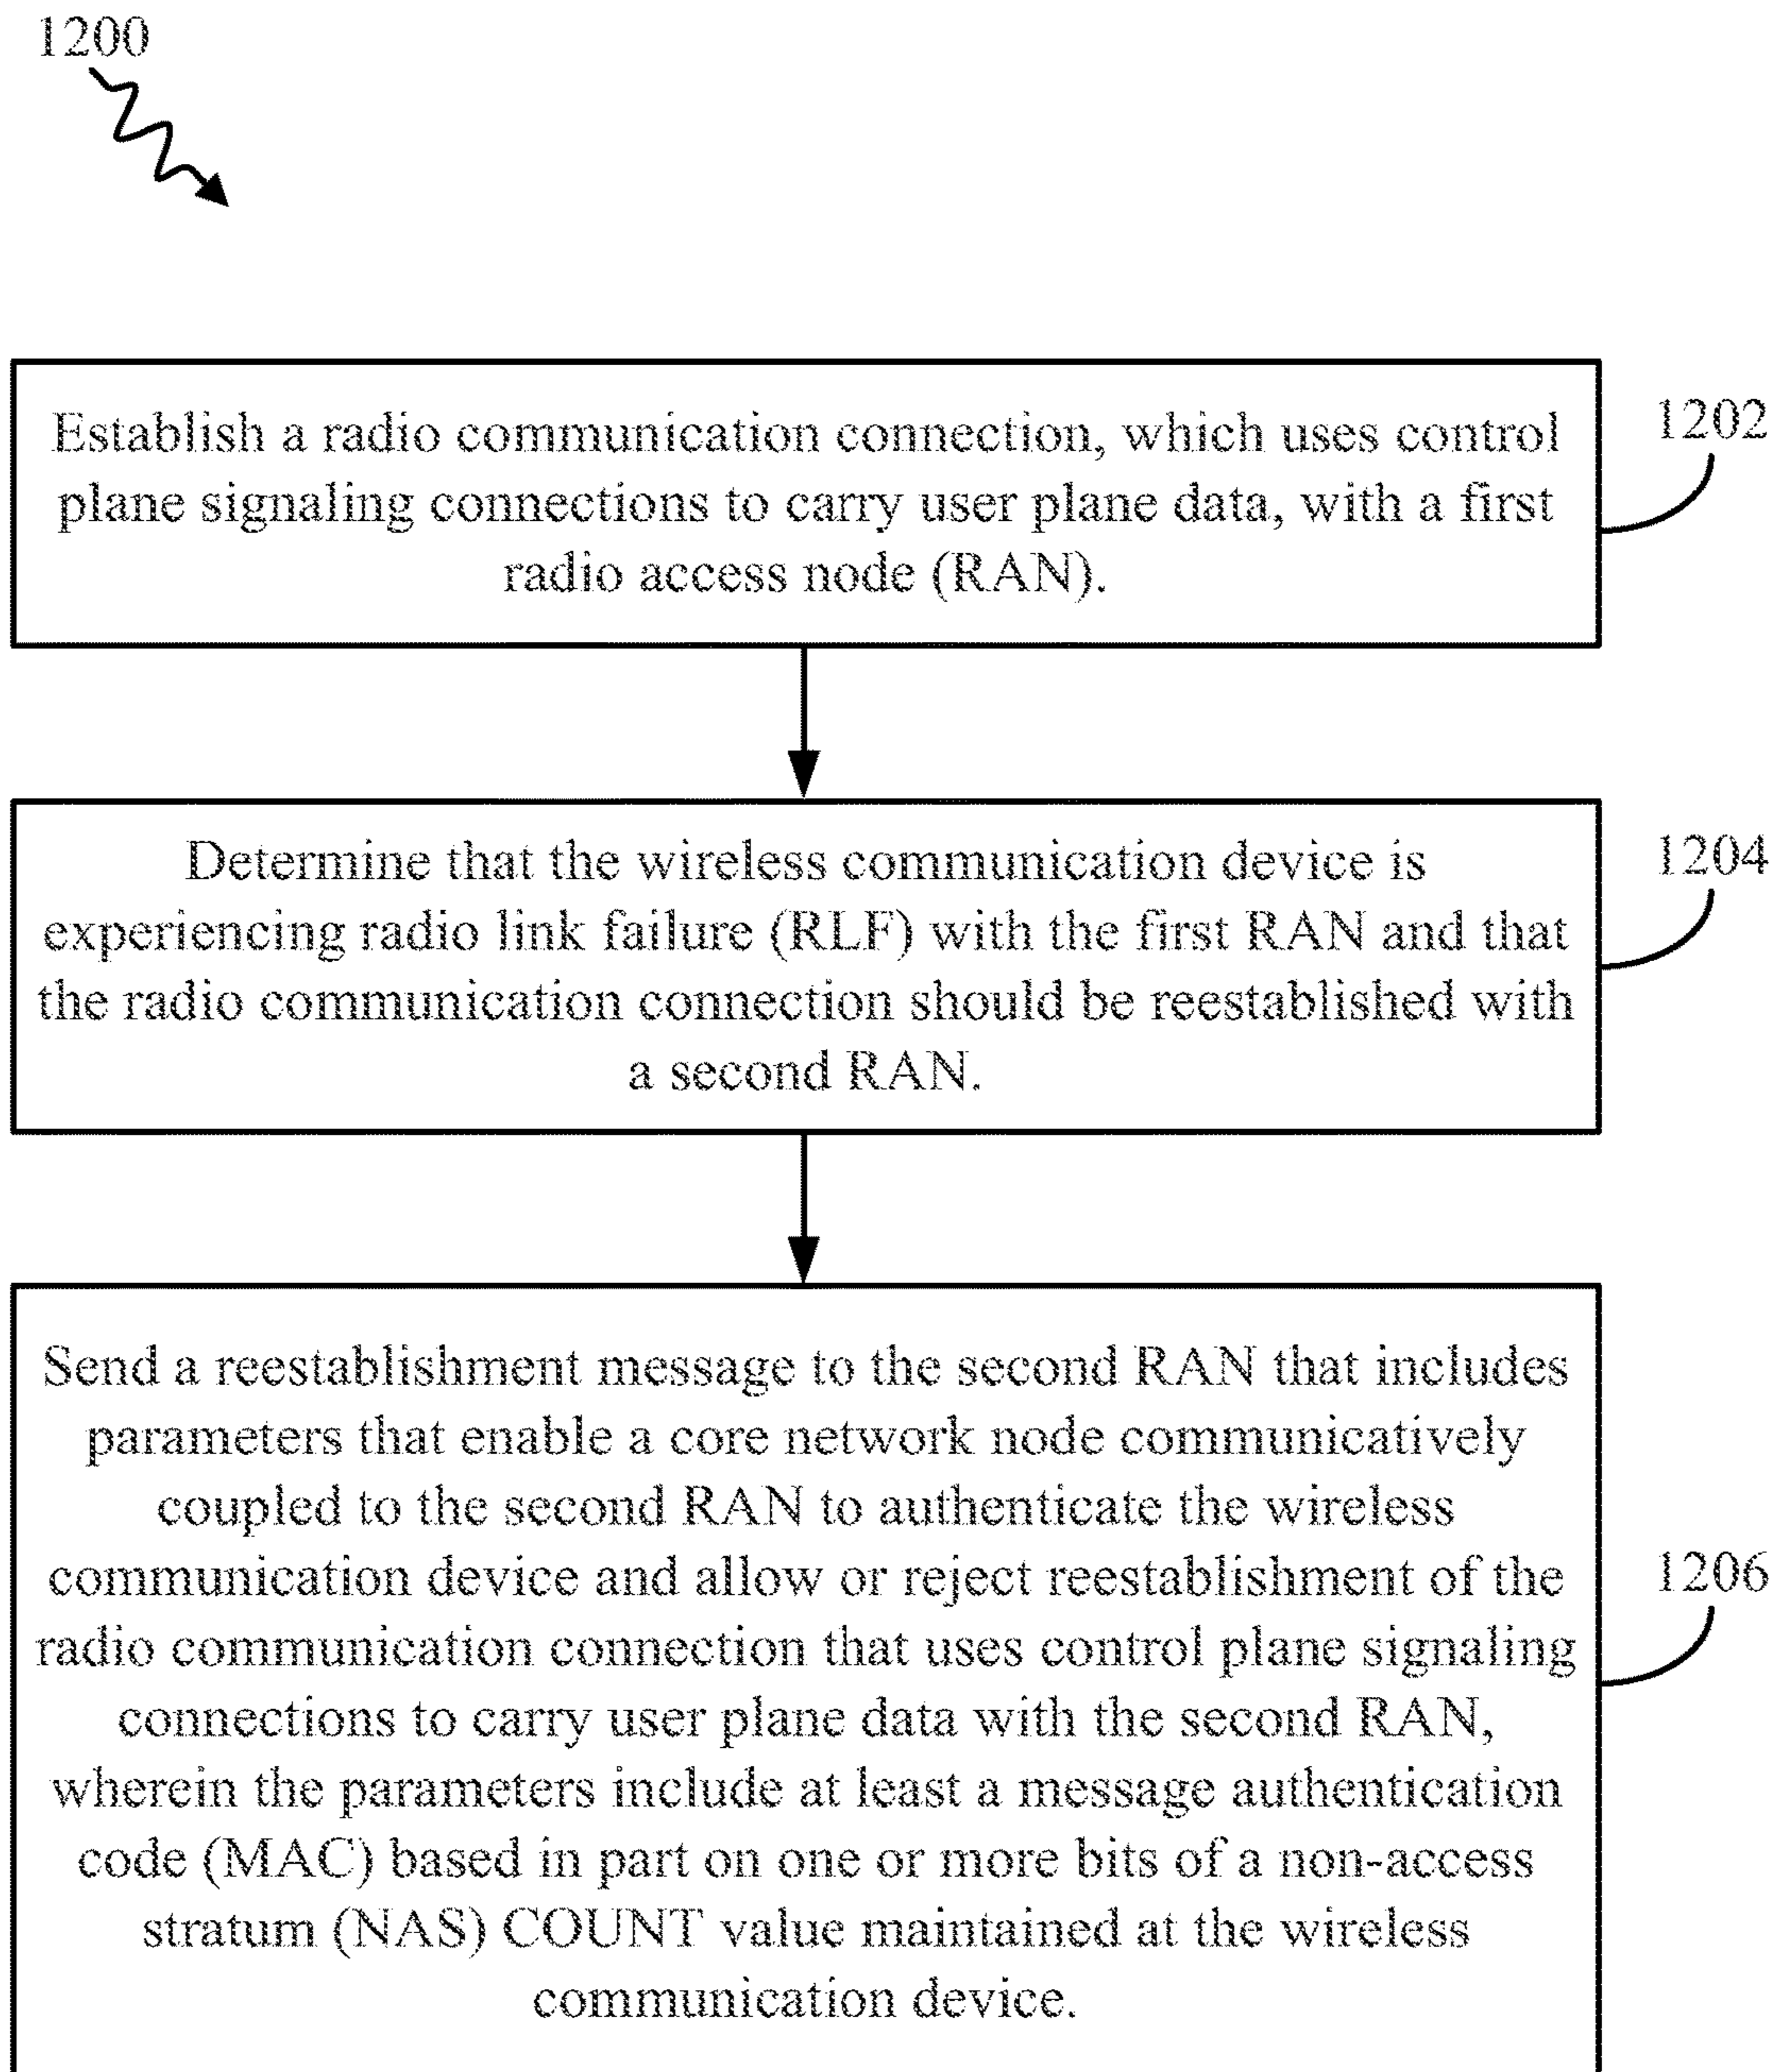 1200
Establish a radio communication connection, which uses control
plane signaling connections to carry user plane data, with a first
radio access node (RAN).
1202
Determine that the wireless communication device is
experiencing radio link failure (RLF) with the first RAN and that
the radio communication connection should be reestablished with
a second RAN.
1204
Send a reestablishment message to the second RAN that includes
parameters that enable a core network node communicatively
coupled to the second RAN to authenticate the wireless
communication device and allow or reject reestablishment of the
radio communication connection that uses control plane signaling
connections to carry user plane data with the second RAN,
wherein the parameters include at least a message authentication
code (MAC) based in part on one or more bits of a non-access
stratum (NAS) COUNT value maintained at the wireless
communication device.
1206